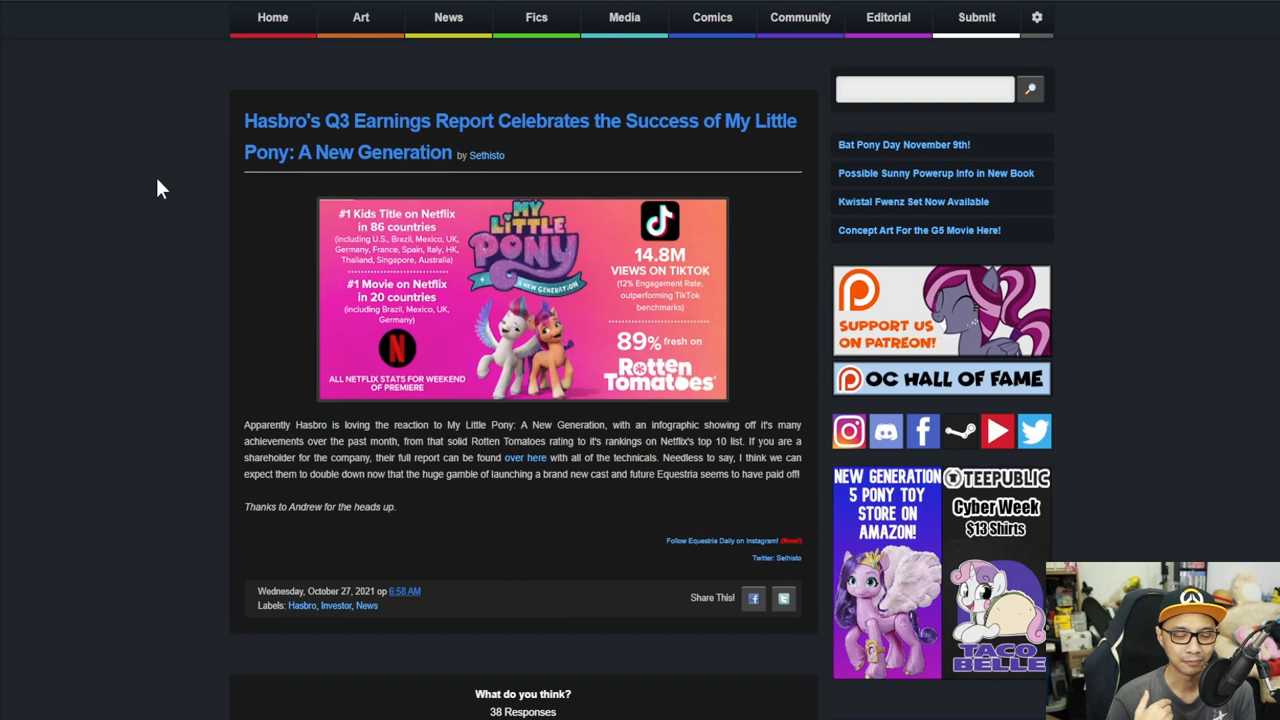 Home Art News Fics Media Comics Community Editorial Submit
Hasbro's Q3 Earnings Report Celebrates the Success of My Little
Pony: A New Generation by Sethisto
#1 Kids Title on Netflix
in 86 countries
(including U.S., Brazil, Mexico, UK,
Germany, France, Spain, Italy, HK,
Thailand, Singapore, Australia)
#1 Movie on Netflix
in 20 countries
(including Brazil, Mexico, UK,
Germany)
N
ALL NETFLIX STATS FOR WEEKEND
OF PREMIERE
MY
LITTLE
PONY
A NEW GENERATION
14.8M
VIEWS ON TIKTOK
(12% Engagement Rate,
outperforming TikTok
benchmarks)
89% fresh on
Rotten
Tomatoes
Apparently Hasbro is loving the reaction to My Little Pony: A New Generation, with an infographic showing off it's many
achievements over the past month, from that solid Rotten Tomatoes rating to it's rankings on Netflix's top 10 list. If you are a
shareholder for the company, their full report can be found over here with all of the technicals. Needless to say, I think we can
expect them to double down now that the huge gamble of launching a brand new cast and future Equestria seems to have paid off!
Thanks to Andrew for the heads up.
Follow Equestria Daily on Instagram! (New!)
Twitter: Sethisto
Wednesday, October 27, 2021 op 6:58 AM
Labels: Hasbro, Investor, News
Share This!
What do you think?
38 Responses
Bat Pony Day November 9th!
Possible Sunny Powerup Info in New Book
Kwistal Fwenz Set Now Available
Concept Art For the G5 Movie Here!
SUPPORT US
ON PATREON!
OC HALL OF FAME
NEW GENERATION
5 PONY TOY
STORE ON
AMAZON!
TEEPUBLIC
Cyber Week
$13 Shirts
TACO
BELLE